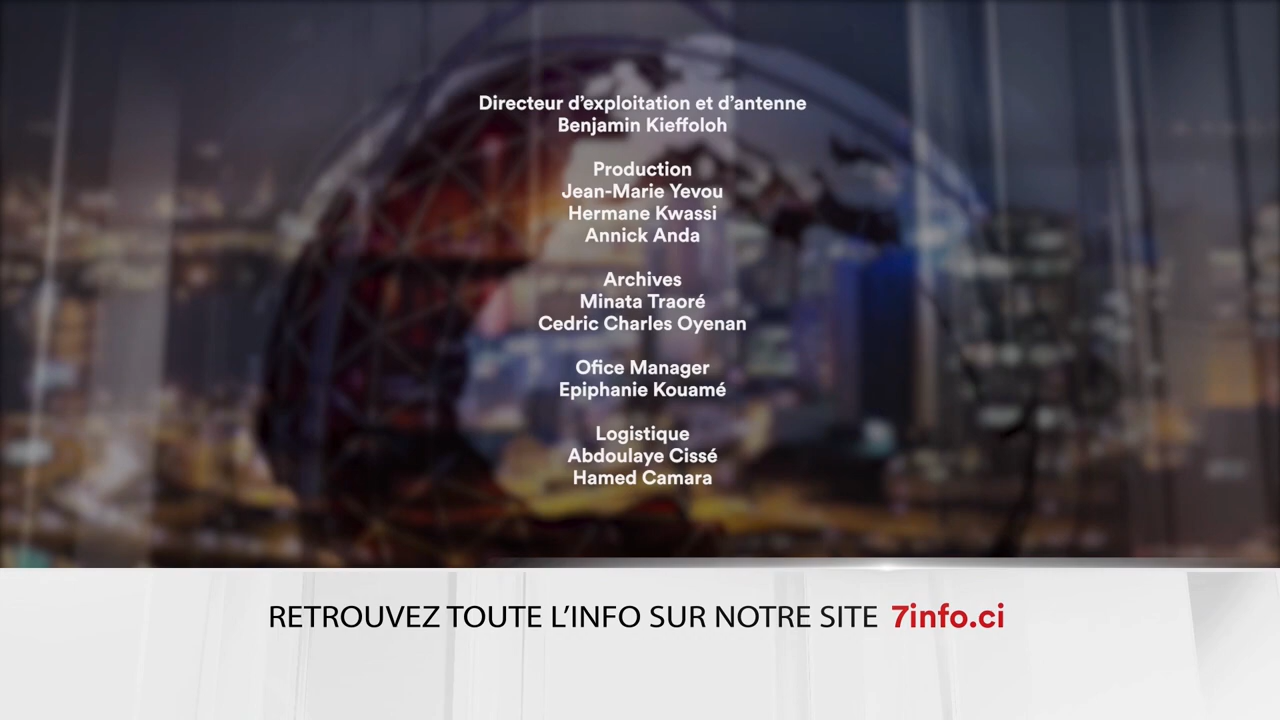 Directeur d’exploitation et d’antenne
Benjamin Kieffoloh
Production
Jean-Marie Yevou
Hermane Kwassi
Annick Anda
Archives
Minata Traoré
Cedric Charles Oyenan
Ofice Manager
Epiphanie Kouamé
Logistique
Abdoulaye Cissé
Hamed Camara
RETROUVEZ TOUTE L’INFO SUR NOTRE SITE 7info.ci